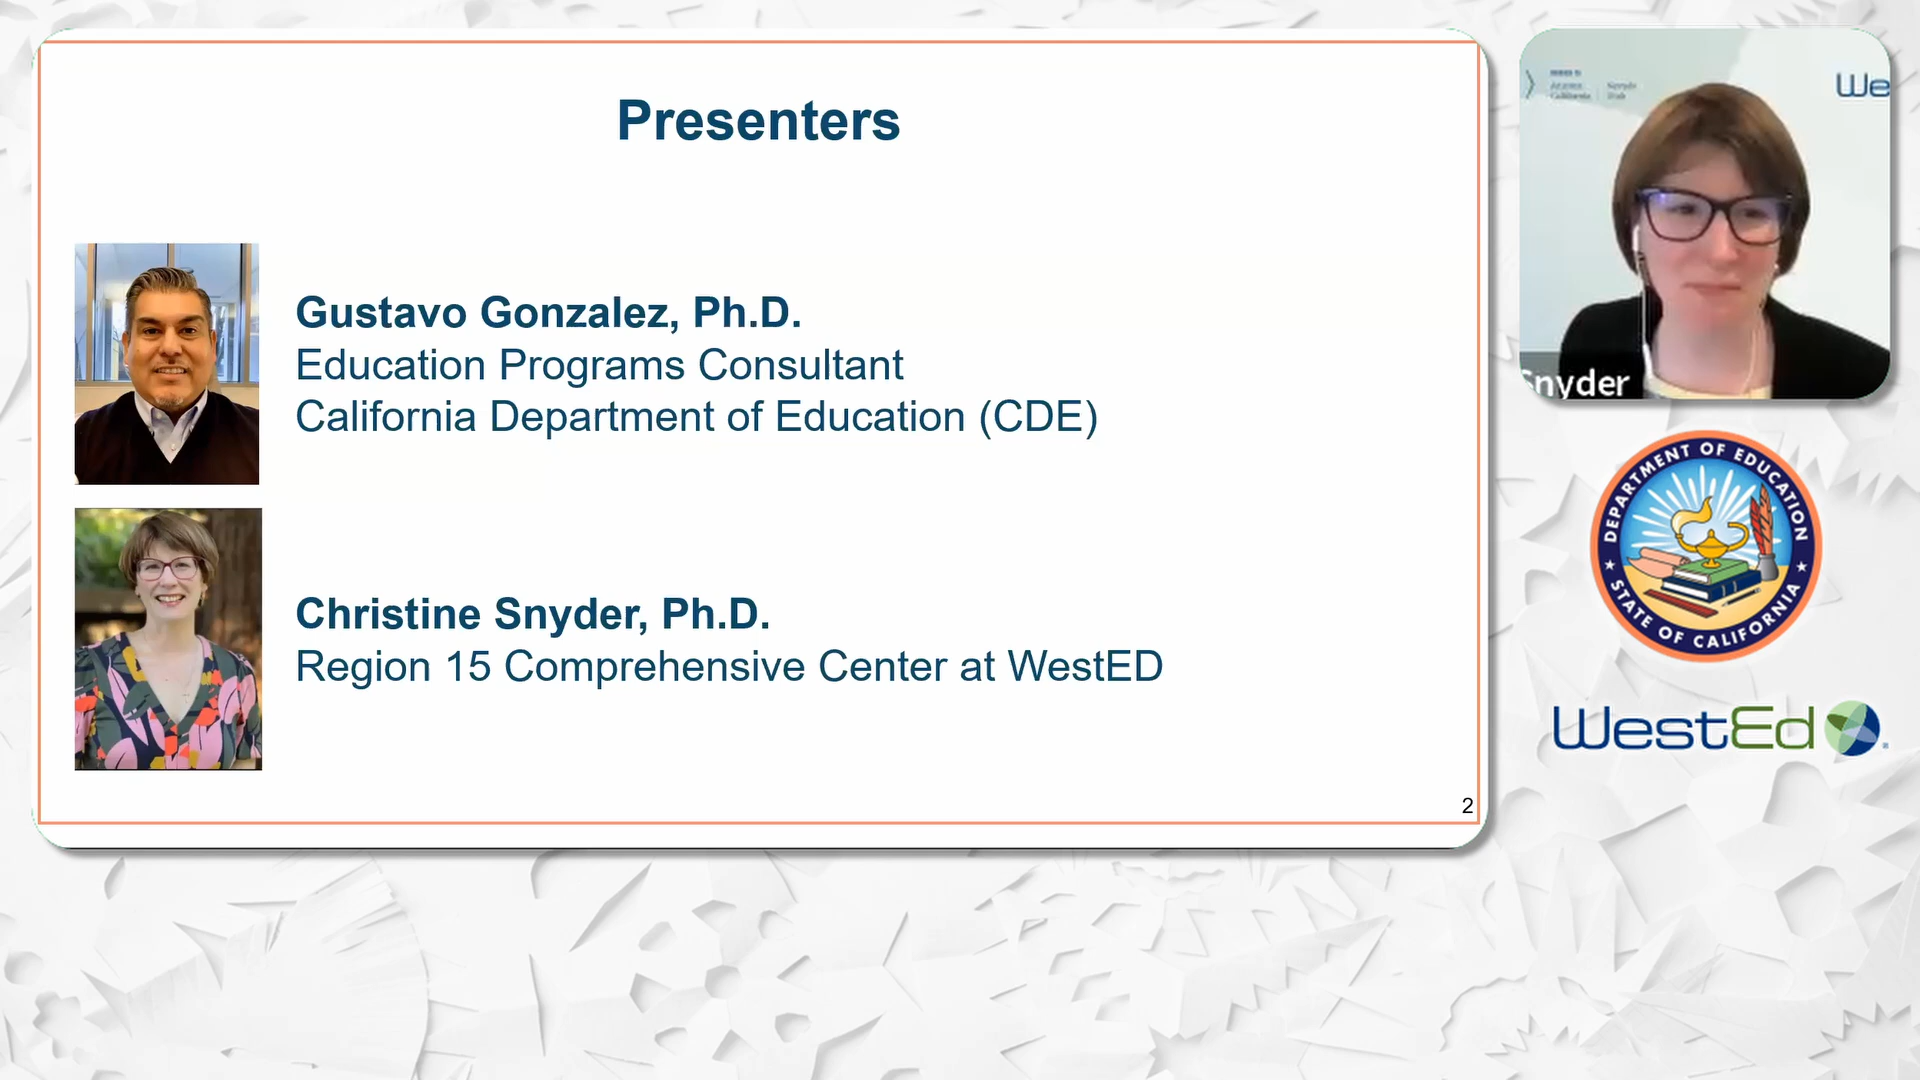 Presenters
Gustavo Gonzalez, Ph.D.
Education Programs Consultant
California Department of Education (CDE)
Christine Snyder, Ph.D.
Region 15 Comprehensive Center at WestED
2
We
Snyder
DEPARTMENT OF EDUCATION
STATE OF CALIFORNIA
WestEd